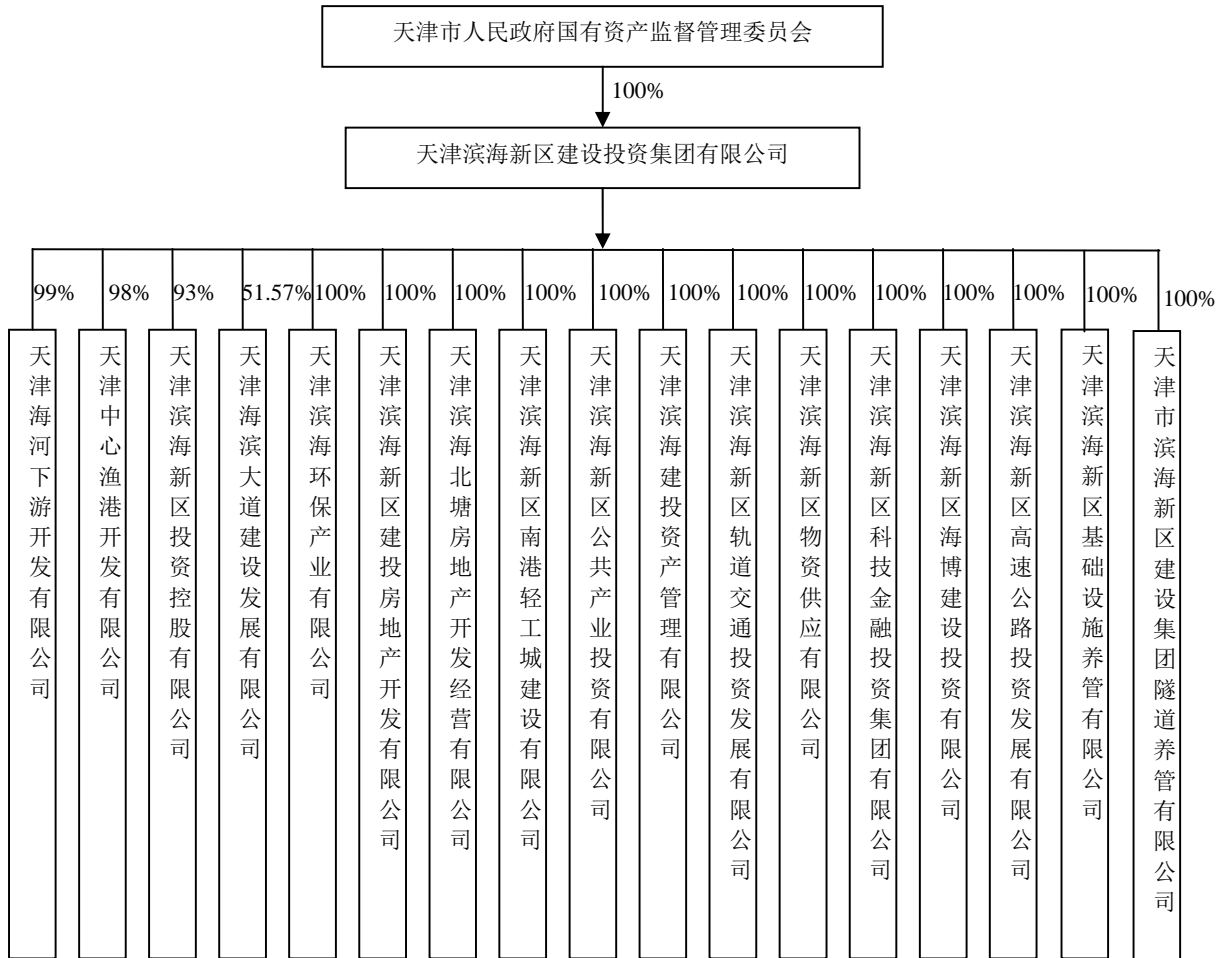 天津市人民政府国有资产监督管理委员会
100%
天津滨海新区建设投资集团有限公司
99%
98%
93%
51.57%
100%
100%
100%
100%
100%
100%
100%
100%
100%
100%
100%
100%
100%
天津海河下游开发有限公司
天津中心渔港开发有限公司
天津滨海新区投资控股有限公司
天津海滨大道建设发展有限公司
天津滨海环保产业有限公司
天津滨海新区建投房地产开发有限公司
天津滨海北塘房地产开发经营有限公司
天津滨海新区南港轻工城建设有限公司
天津滨海新区公共产业投资有限公司
天津滨海建投资产管理有限公司
天津滨海新区轨道交通投资发展有限公司
天津滨海新区物资供应有限公司
天津滨海新区科技金融投资集团有限公司
天津滨海新区海博建设投资有限公司
天津滨海新区高速公路投资发展有限公司
天津滨海新区基础设施养管有限公司
天津市滨海新区建设集团隧道养管有限公司